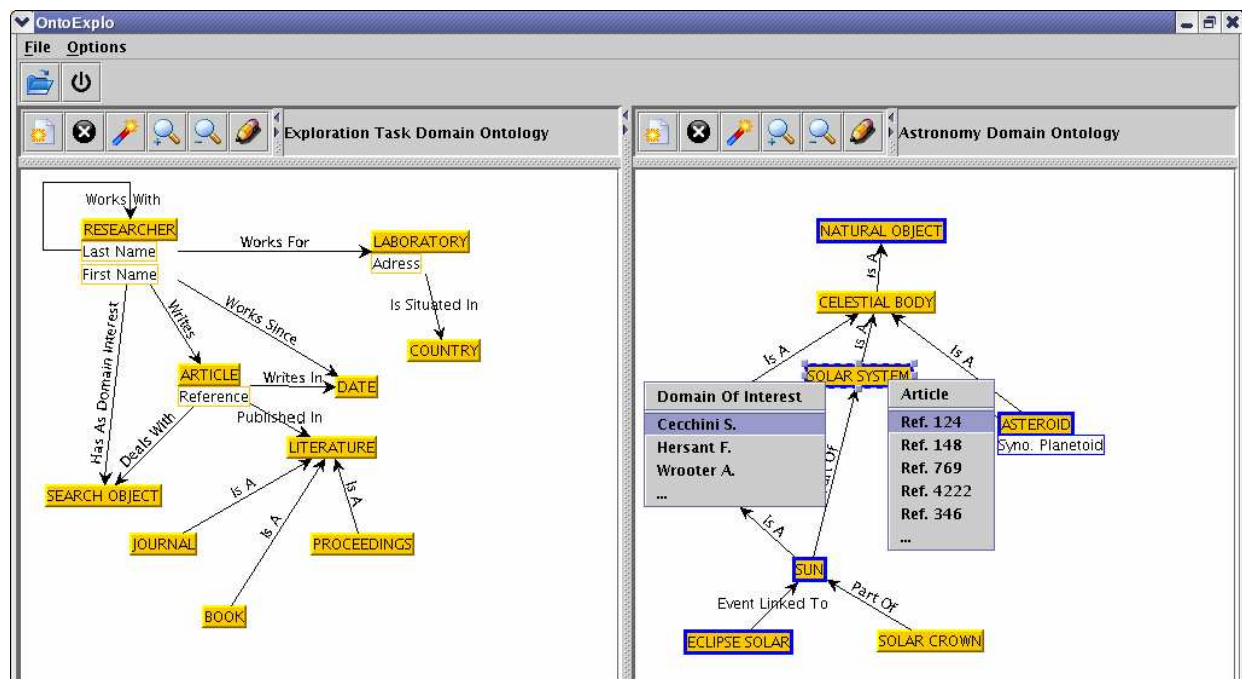 OntoExplo
File Options
Exploration Task Domain Ontology
Works With
RESEARCHER
Last Name
First Name
Works For
LABORATORY
Adress
Is Situated In
COUNTRY
Has As Domain Interest
Writes
Works Since
ARTICLE
Reference
Writes In
DATE
Published In
Deals With
LITERATURE
SEARCH OBJECT
Is A
Is A
Is A
JOURNAL
PROCEEDINGS
BOOK
Astronomy Domain Ontology
NATURAL OBJECT
Is A
CELESTIAL BODY
Is A
Is A
Is A
SOLAR SYSTEM
Domain Of Interest
Cecchini S.
Hersant F.
Wrooter A.
...
Article
Ref. 124
Ref. 148
Ref. 769
Ref. 4222
Ref. 346
...
ASTEROID
Syno. Planetoid
Of
Is A
SUN
Event Linked To
Part Of
ECLIPSE SOLAR
SOLAR CROWN